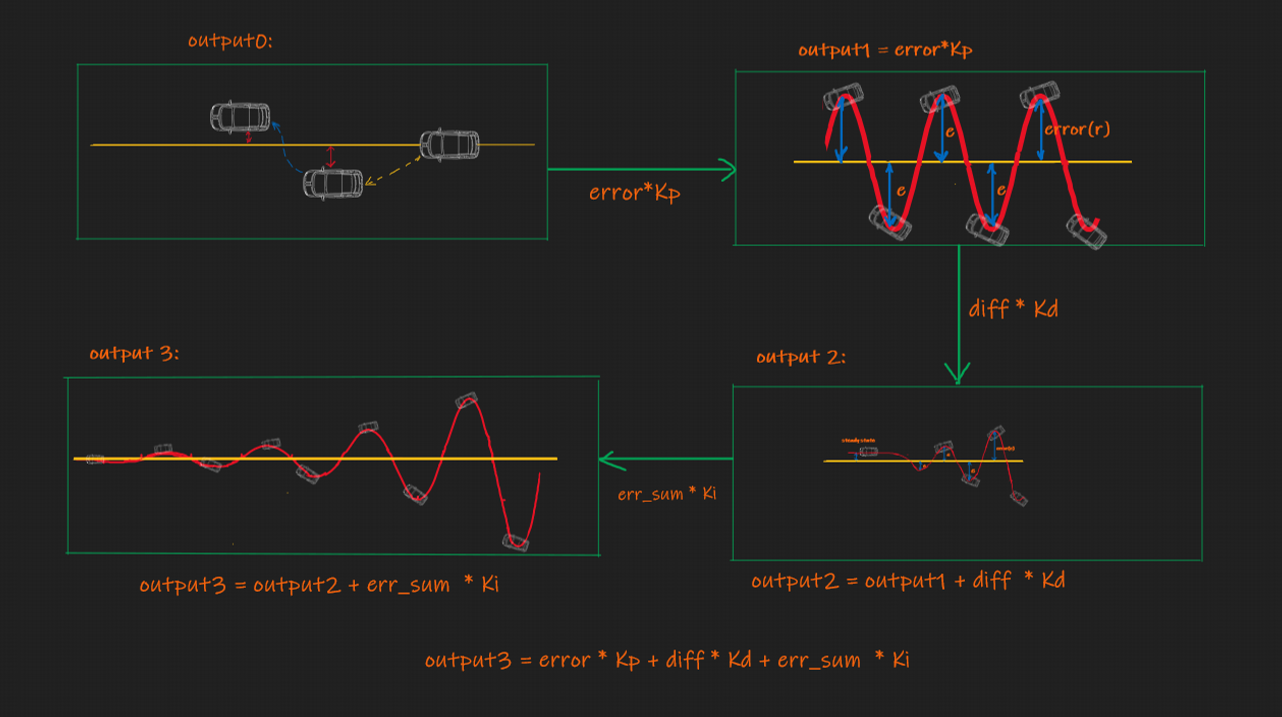 output0:
output1 = error*Kp
error(r)
e
e
e
error*Kp
diff * Kd
output 3:
output 2:
steady state
e
e
e
err_sum * Ki
output3 = output2 + err_sum * Ki
output2 = output1 + diff * Kd
output3 = error * Kp + diff * Kd + err_sum * Ki